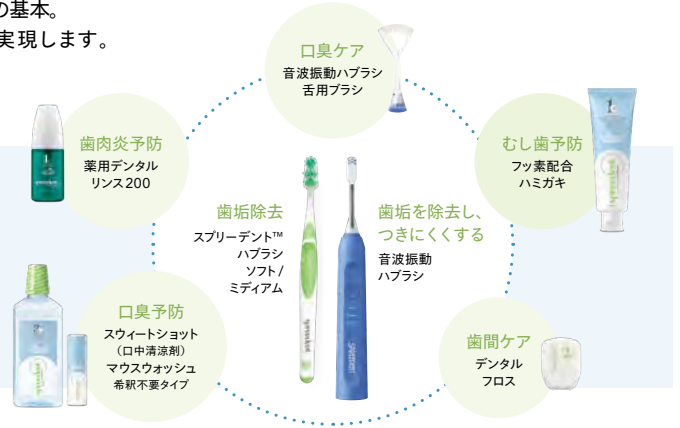 の基本。
実現します。
口臭ケア
音波振動ハブラシ
舌用ブラシ
歯肉炎予防
薬用デンタル
リンス200
むし歯予防
フッ素配合
ハミガキ
歯垢除去
スプリーデント™
ハブラシ
ソフト/
ミディアム
歯垢を除去し、
つきにくくする
音波振動
ハブラシ
口臭予防
スウィートショット
（口中清涼剤）
マウスウォッシュ
希釈不要タイプ
歯間ケア
デンタル
フロス